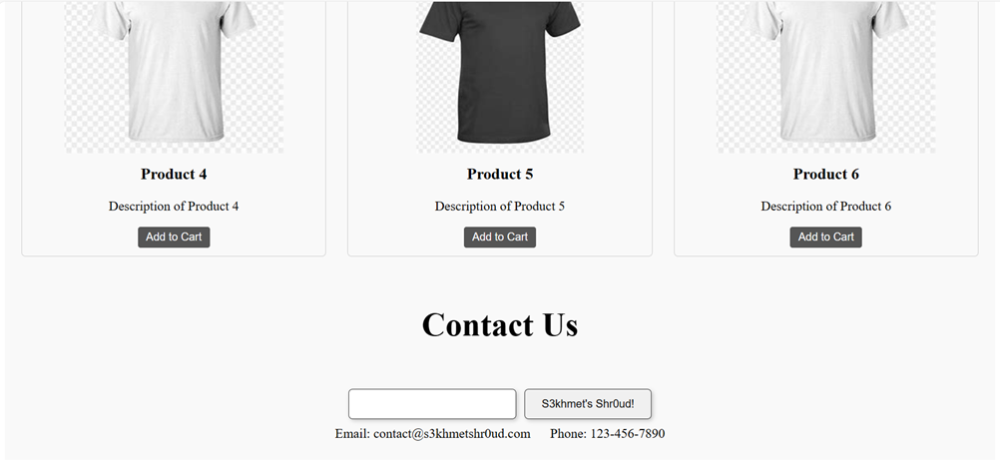 Product 4
Product 5
Product 6
Description of Product 4
Description of Product 5
Description of Product 6
Add to Cart
Add to Cart
Add to Cart
Contact Us
S3khmet's Shr0ud!
Email: contact@s3khmetshr0ud.com
Phone: 123-456-7890